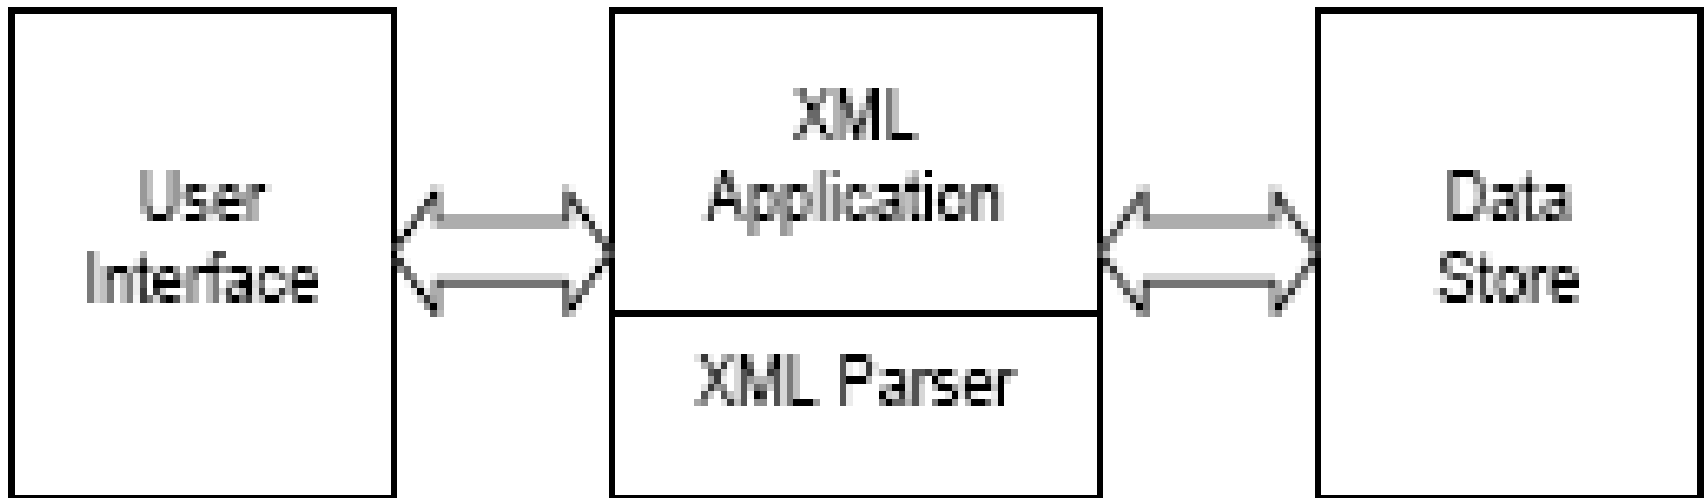 User
Interface
XML
Application
XML Parser
Data
Store